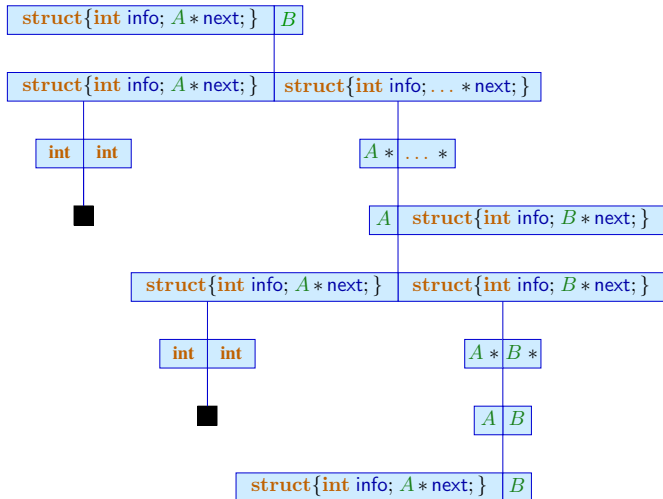 struct{int info; A * next; } B
struct{int info; A * next; } struct{int info; . . . * next; }
int int
A * . . . *
A struct{int info; B * next; }
struct{int info; A * next; } struct{int info; B * next; }
int int
A * B *
A B
struct{int info; A * next; } B